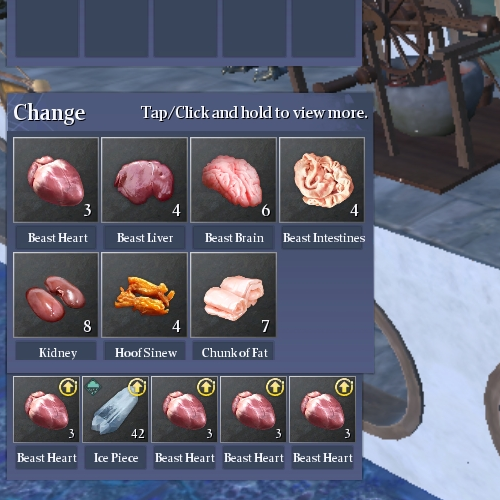 Change
Tap/Click and hold to view more.
3
4
6
4
Beast Heart
Beast Liver
Beast Brain
Beast Intestines
8
4
7
Kidney
Hoof Sinew
Chunk of Fat
3
42
3
3
3
Beast Heart
Ice Piece
Beast Heart
Beast Heart
Beast Heart